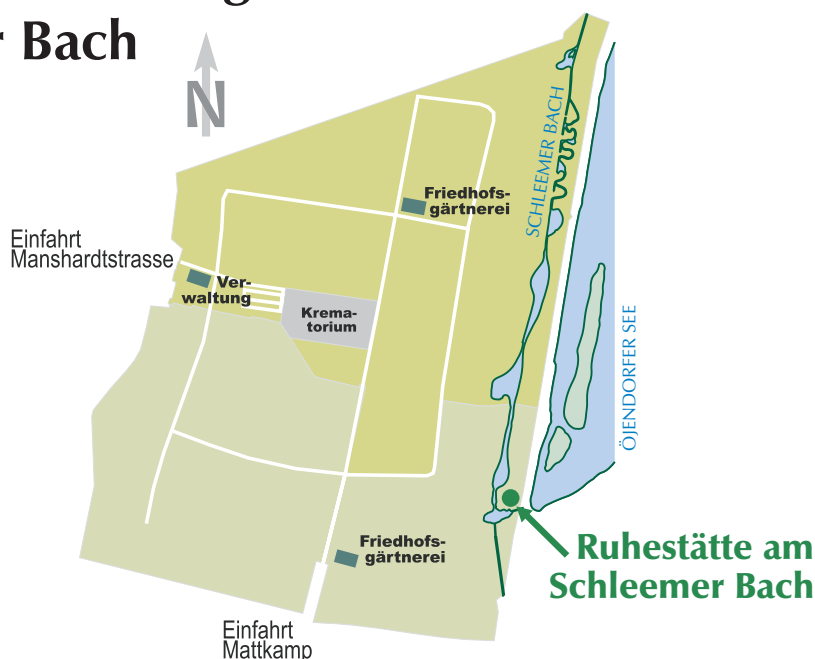 r Bach
N
Friedhofs-
gärtnerei
SCHLEEMER BACH
Einfahrt
Manshardtstrasse
Ver-
waltung
Krema-
torium
ÖJENDORFER SEE
Friedhofs-
gärtnerei
Ruhestätte am
Schleemer Bach
Einfahrt
Mattkamp